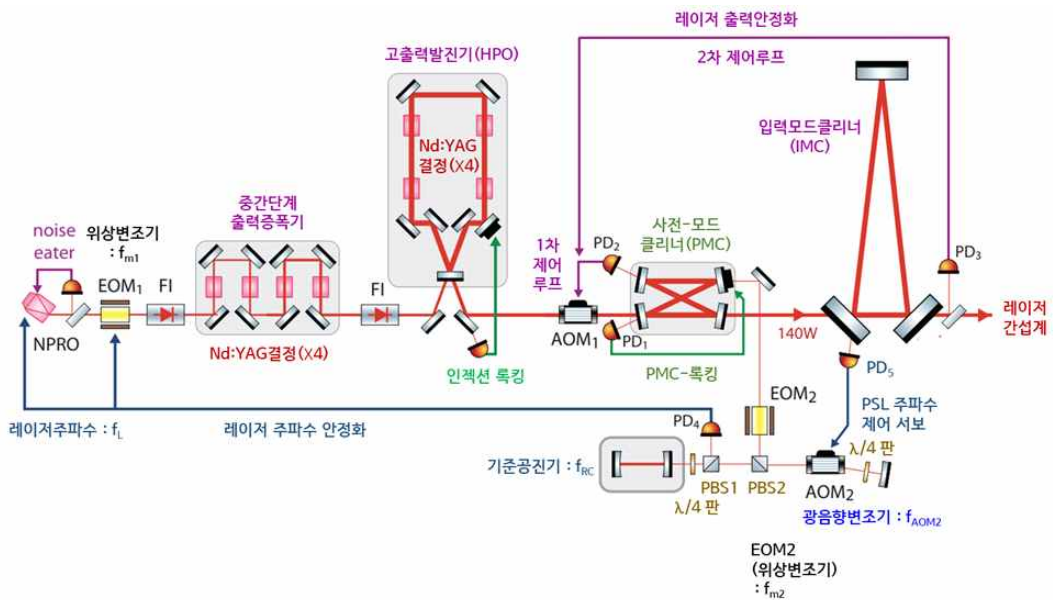 레이저 출력안정화
2차 제어루프
고출력발진기(HPO)
Nd:YAG
결정(X4)
입력모드클리너
(IMC)
중간단계
출력증폭기
noise
eater
위상변조기
: fm1
EOM1
FI
NPRO
Nd:YAG결정(X4)
FI
인젝션 록킹
1차
제어
루프
PD2
사전-모드
클리너(PMC)
PD3
AOM1
PD1
PMC-록킹
140W
레이저
간섭계
PD5
레이저주파수 : fL
레이저 주파수 안정화
EOM2
PD4
PSL 주파수
제어 서보
기준공진기 : fRC
λ/4 판
PBS1
PBS2
λ/4 판
AOM2
광음향변조기 : fAOM2
EOM2
(위상변조기)
: fm2